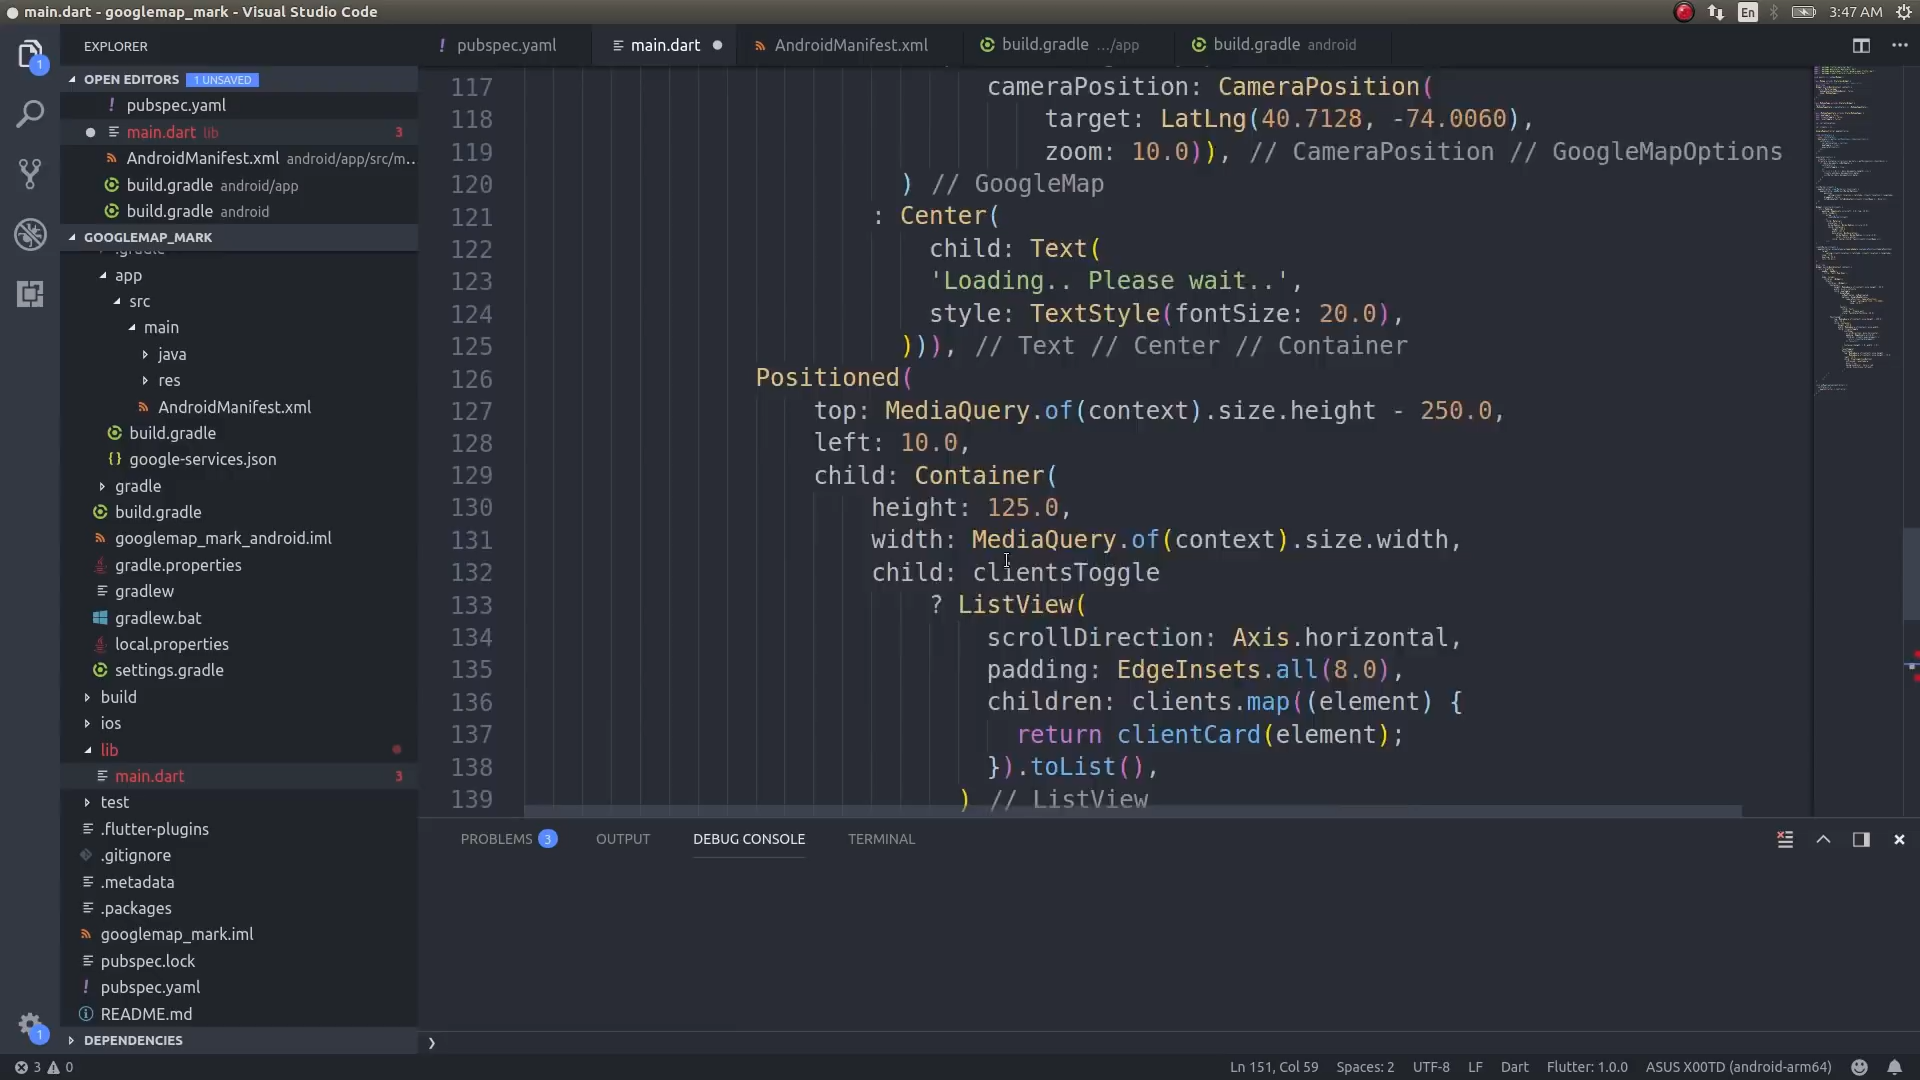 main.dart - googlemap_mark - Visual Studio Code
En
3:47 AM
EXPLORER
OPEN EDITORS 1 UNSAVED
! pubspec.yaml
main.dart lib 3
AndroidManifest.xml android/app/src/m...
build.gradle android/app
build.gradle android
GOOGLEMAP_MARK
app
src
main
java
res
AndroidManifest.xml
build.gradle
{} google-services.json
gradle
build.gradle
googlemap_mark_android.iml
gradle.properties
gradlew
gradlew.bat
local.properties
settings.gradle
build
ios
lib
main.dart 3
test
.flutter-plugins
.gitignore
.metadata
.packages
googlemap_mark.iml
pubspec.lock
! pubspec.yaml
README.md
DEPENDENCIES
1
1
! pubspec.yaml
main.dart
AndroidManifest.xml
build.gradle .../app
build.gradle android
117 cameraPosition: CameraPosition(
118 target: LatLng(40.7128, -74.0060),
119 zoom: 10.0)), // CameraPosition // GoogleMapOptions
120 ) // GoogleMap
121 : Center(
122 child: Text(
123 'Loading.. Please wait..',
124 style: TextStyle(fontSize: 20.0),
125 ))), // Text // Center // Container
126 Positioned(
127 top: MediaQuery.of(context).size.height - 250.0,
128 left: 10.0,
129 child: Container(
130 height: 125.0,
131 width: MediaQuery.of(context).size.width,
132 child: clientsToggle
133 ? ListView(
134 scrollDirection: Axis.horizontal,
135 padding: EdgeInsets.all(8.0),
136 children: clients.map((element) {
137 return clientCard(element);
138 }).toList(),
139 ) // ListView
PROBLEMS 3 OUTPUT DEBUG CONSOLE TERMINAL
3 0
Ln 151, Col 59 Spaces: 2 UTF-8 LF Dart Flutter: 1.0.0 ASUS X00TD (android-arm64)